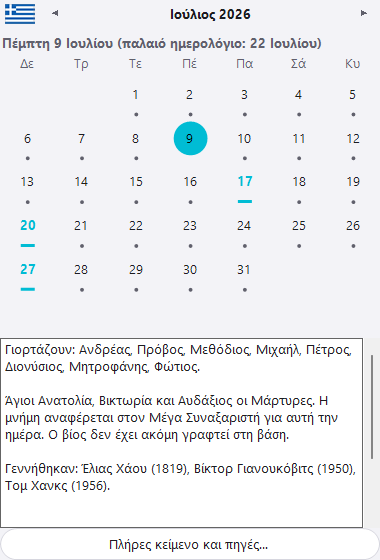 Ιούλιος 2026
Πέμπτη 9 Ιουλίου (παλαιό ημερολόγιο: 22 Ιουλίου)
Δε Τρ Τε Πέ Πα Σά Κυ
1 2 3 4 5
6 7 8 9 10 11 12
13 14 15 16 17 18 19
20 21 22 23 24 25 26
27 28 29 30 31
Γιορτάζουν: Ανδρέας, Πρόβος, Μεθόδιος, Μιχαήλ, Πέτρος,
Διονύσιος, Μητροφάνης, Φώτιος.
Άγιοι Ανατολία, Βικτωρία και Αυδάξιος οι Μάρτυρες. Η
μνήμη αναφέρεται στον Μέγα Συναξαριστή για αυτή την
ημέρα. Ο βίος δεν έχει ακόμη γραφτεί στη βάση.
Γεννήθηκαν: Έλιας Χάου (1819), Βίκτορ Γιανουκόβιτς (1950),
Τομ Χανκς (1956).
Πλήρες κείμενο και πηγές...